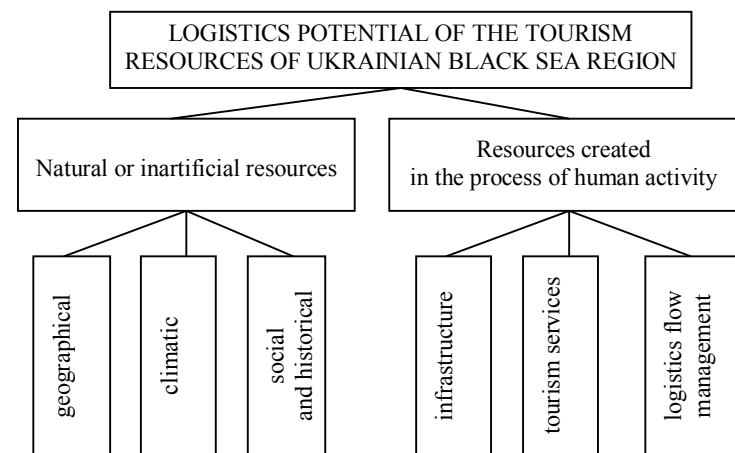 LOGISTICS POTENTIAL OF THE TOURISM
RESOURCES OF UKRAINIAN BLACK SEA REGION
Natural or inartificial resources
Resources created
in the process of human activity
geographical
climatic
social
and historical
infrastructure
tourism services
logistics flow
management